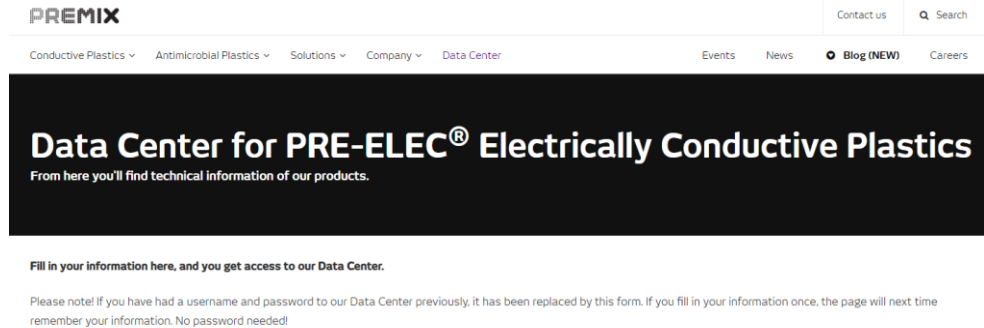 PREMIX
Contact us
Search
Conductive Plastics
Antimicrobial Plastics
Solutions
Company
Data Center
Events
News
Blog (NEW)
Careers
Data Center for PRE-ELEC® Electrically Conductive Plastics
From here you'll find technical information of our products.
Fill in your information here, and you get access to our Data Center.
Please note! If you have had a username and password to our Data Center previously, it has been replaced by this form. If you fill in your information once, the page will next time
remember your information. No password needed!